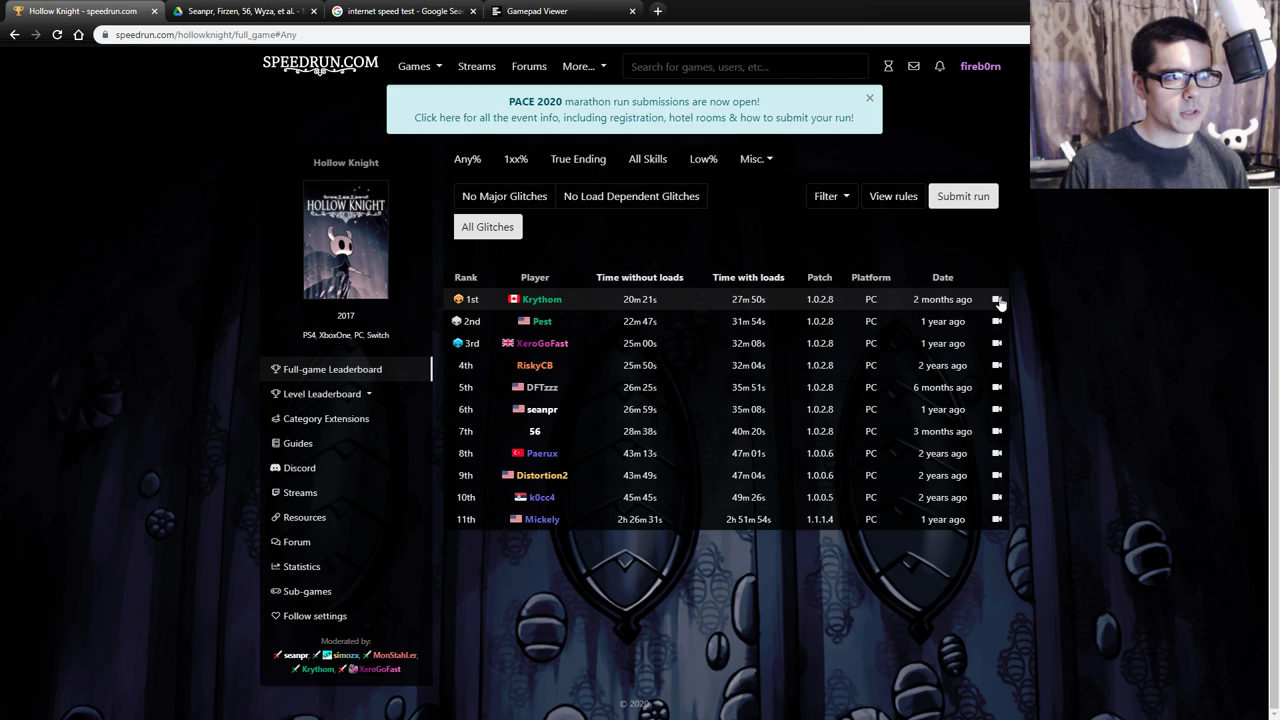 Hollow Knight - speedrun.com
Seanpr, Firzen, 56, Wyza, et al. -
internet speed test - Google Sea
Gamepad Viewer
speedrun.com/hollowknight/full_game#Any
SPEEDRUN.COM
Games
Streams
Forums
More...
Search for games, users, etc...
fireb0rn
PACE 2020 marathon run submissions are now open!
Click here for all the event info, including registration, hotel rooms & how to submit your run!
Hollow Knight
HOLLOW KNIGHT
2017
PS4, XboxOne, PC, Switch
Full-game Leaderboard
Level Leaderboard
Category Extensions
Guides
Discord
Streams
Resources
Forum
Statistics
Sub-games
Follow settings
Moderated by:
seanpr, simozx, MonStahLer,
Krythom, XeroGoFast
Any% 1xx% True Ending All Skills Low% Misc.
No Major Glitches No Load Dependent Glitches Filter View rules Submit run
All Glitches
Rank Player Time without loads Time with loads Patch Platform Date
1st Krythom 20m 21s 27m 50s 1.0.2.8 PC 2 months ago
2nd Pest 22m 47s 31m 54s 1.0.2.8 PC 1 year ago
3rd XeroGoFast 25m 00s 32m 08s 1.0.2.8 PC 1 year ago
4th RiskyCB 25m 50s 32m 04s 1.0.2.8 PC 2 years ago
5th DFTzzz 26m 25s 35m 51s 1.0.2.8 PC 6 months ago
6th seanpr 26m 59s 35m 08s 1.0.2.8 PC 1 year ago
7th 56 28m 38s 40m 20s 1.0.2.8 PC 3 months ago
8th Paerux 43m 13s 47m 01s 1.0.0.6 PC 2 years ago
9th Distortion2 43m 49s 47m 04s 1.0.0.6 PC 2 years ago
10th k0cc4 45m 45s 49m 26s 1.0.0.5 PC 2 years ago
11th Mickely 2h 26m 31s 2h 51m 54s 1.1.1.4 PC 1 year ago
© 2020